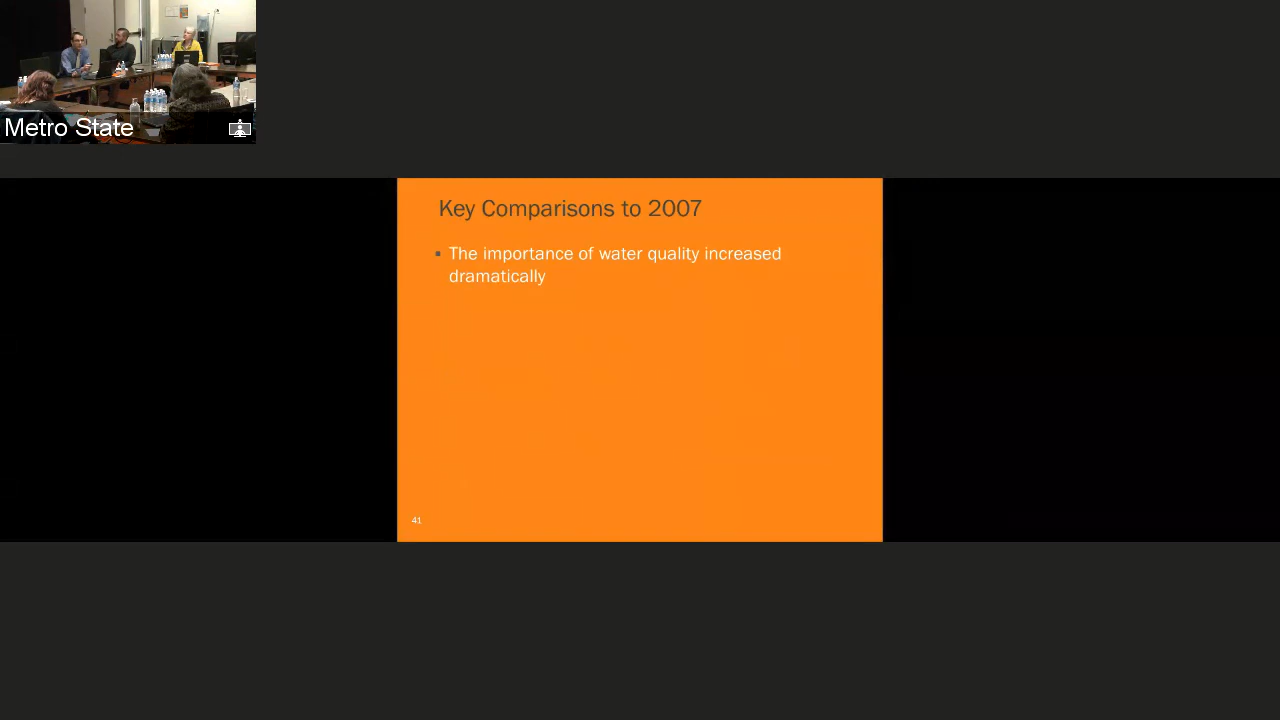 Metro State
Key Comparisons to 2007
▪ The importance of water quality increased
dramatically
41